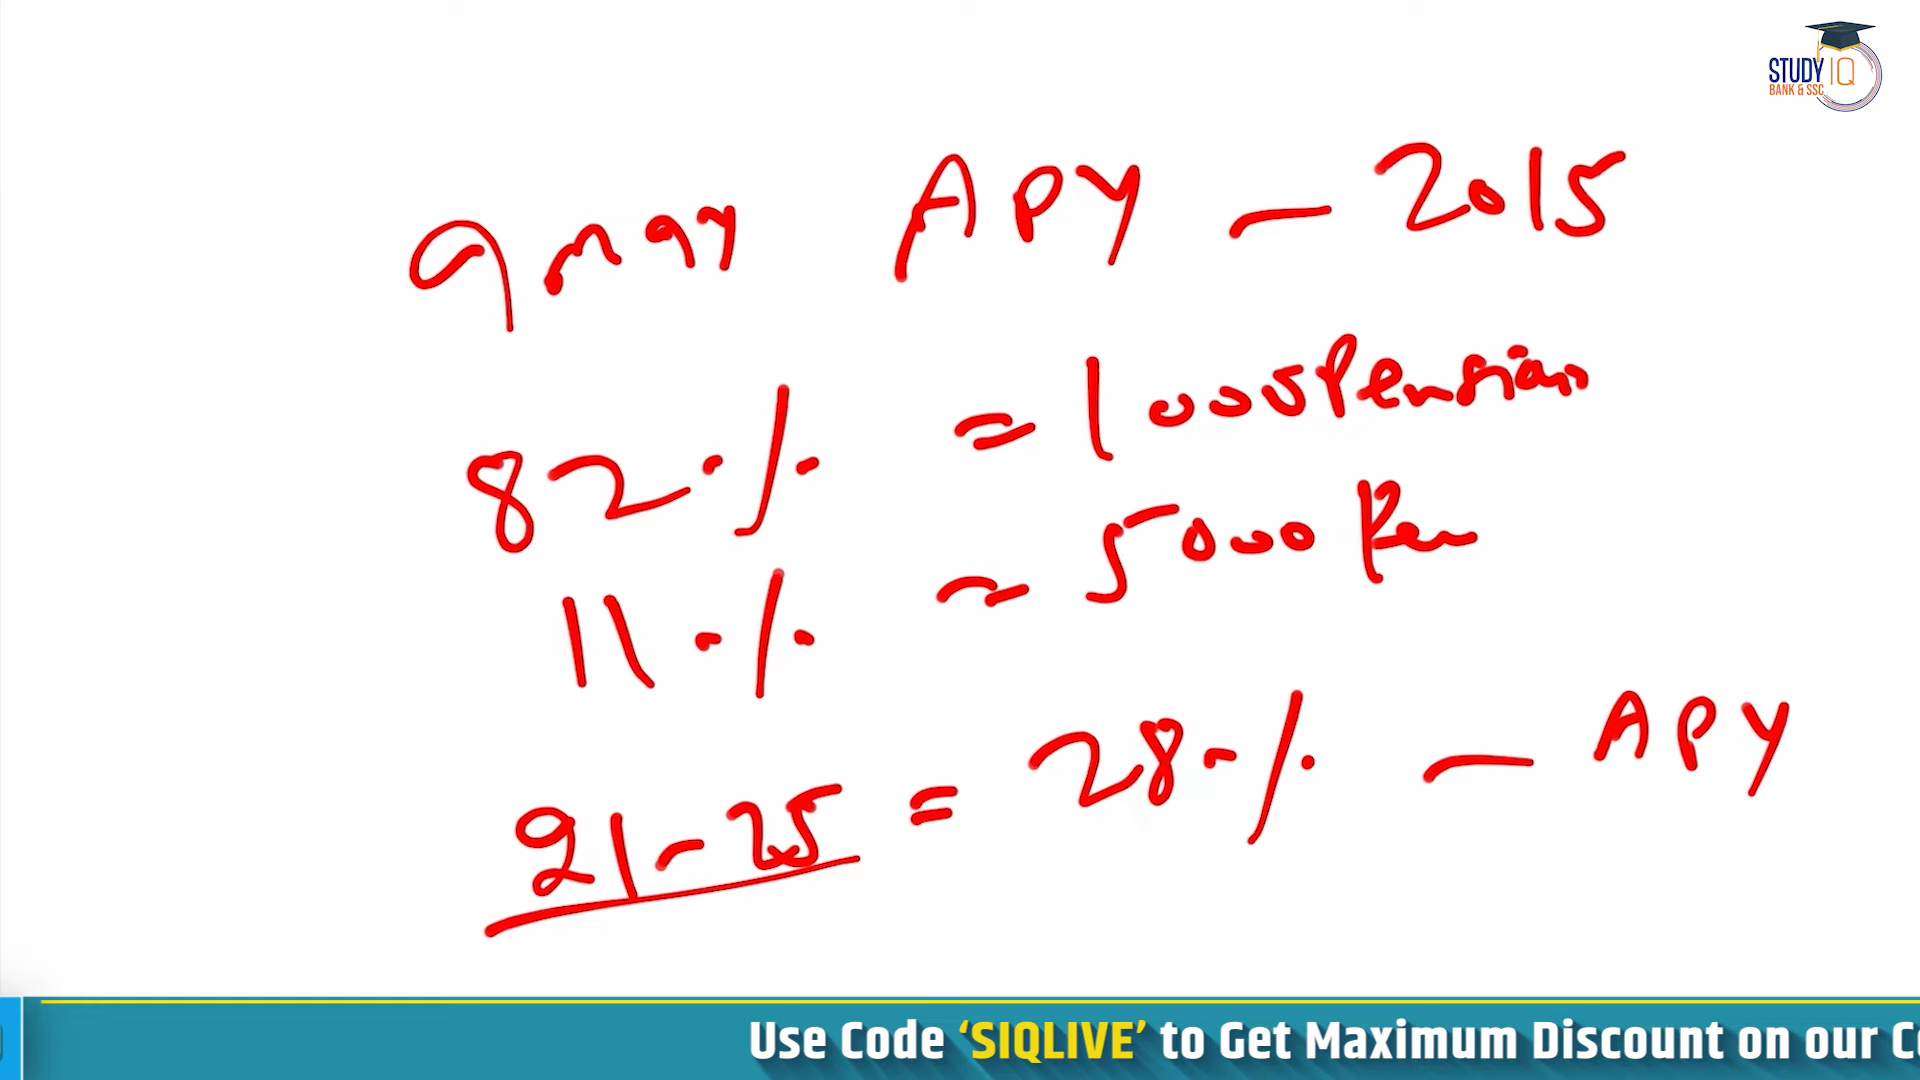 STUDY IQ
BANK & SSC
9 may APY - 2015
82% = 1000 Pension
11% = 5000 Pen
21-25 = 28% - APY
Use Code ‘SIQLIVE’ to Get Maximum Discount on our